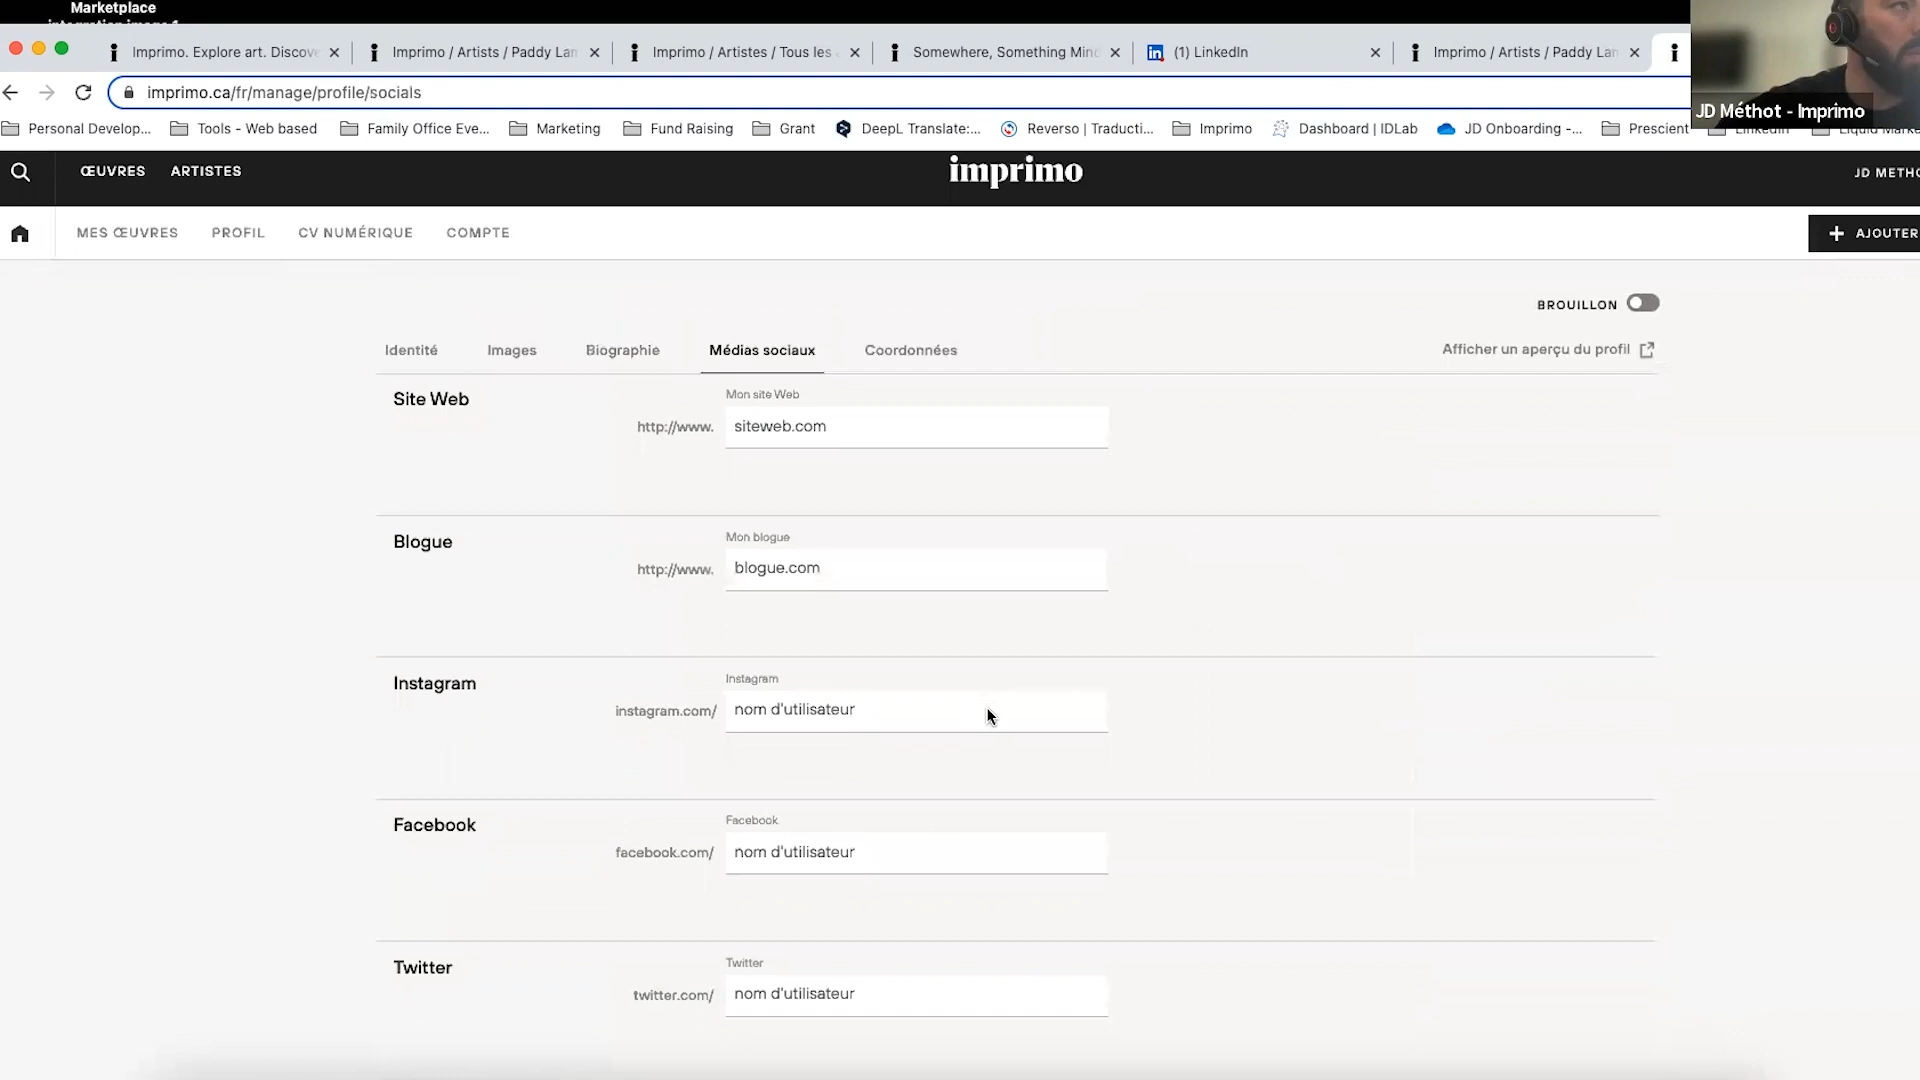 Marketplace
Imprimo. Explore art. Discove
Imprimo / Artists / Paddy Lam
Imprimo / Artistes / Tous les
Somewhere, Something Mind
(1) LinkedIn
Imprimo / Artists / Paddy Lam
imprimo.ca/fr/manage/profile/socials
JD Méthot - Imprimo
Personal Develop...
Tools - Web based
Family Office Eve...
Marketing
Fund Raising
Grant
DeepL Translate:...
Reverso | Traducti...
Imprimo
Dashboard | IDLab
JD Onboarding -...
Prescient
ŒUVRES
ARTISTES
imprimo
JD METHO
MES ŒUVRES
PROFIL
CV NUMÉRIQUE
COMPTE
AJOUTER
BROUILLON
Identité
Images
Biographie
Médias sociaux
Coordonnées
Afficher un aperçu du profil
Site Web
Mon site Web
http://www.
siteweb.com
Blogue
Mon blogue
http://www.
blogue.com
Instagram
Instagram
instagram.com/
nom d'utilisateur
Facebook
Facebook
facebook.com/
nom d'utilisateur
Twitter
Twitter
twitter.com/
nom d'utilisateur